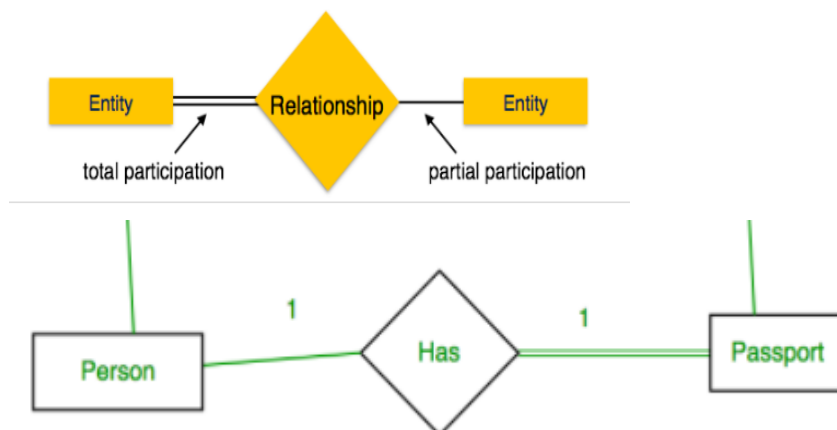 Entity
Relationship
Entity
total participation
partial participation
1
1
Person
Has
Passport